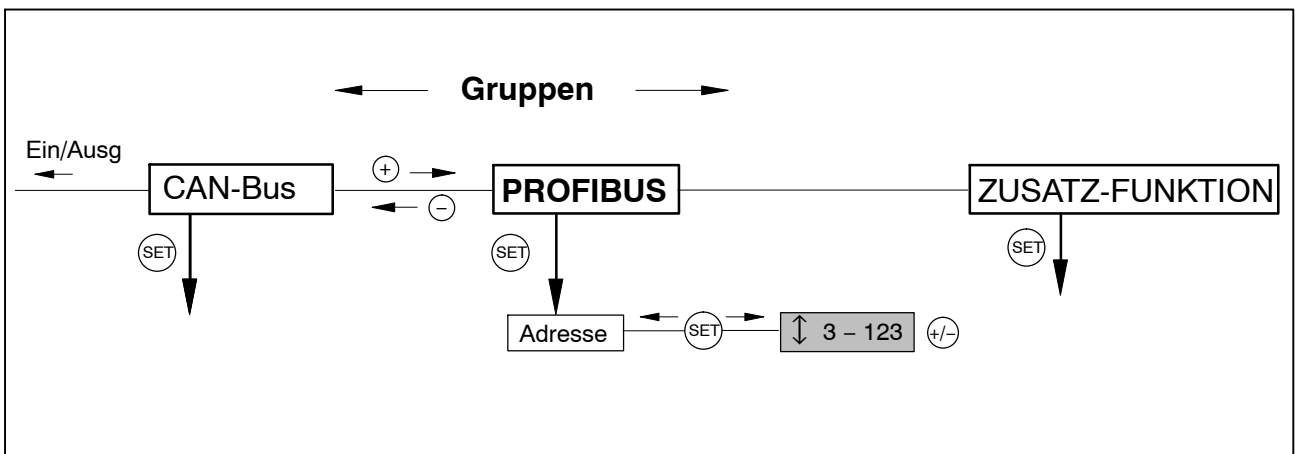 Gruppen
Ein/Ausg
CAN-Bus
+
−
PROFIBUS
ZUSATZ-FUNKTION
SET
SET
SET
Adresse
SET
↕ 3 – 123
+/−